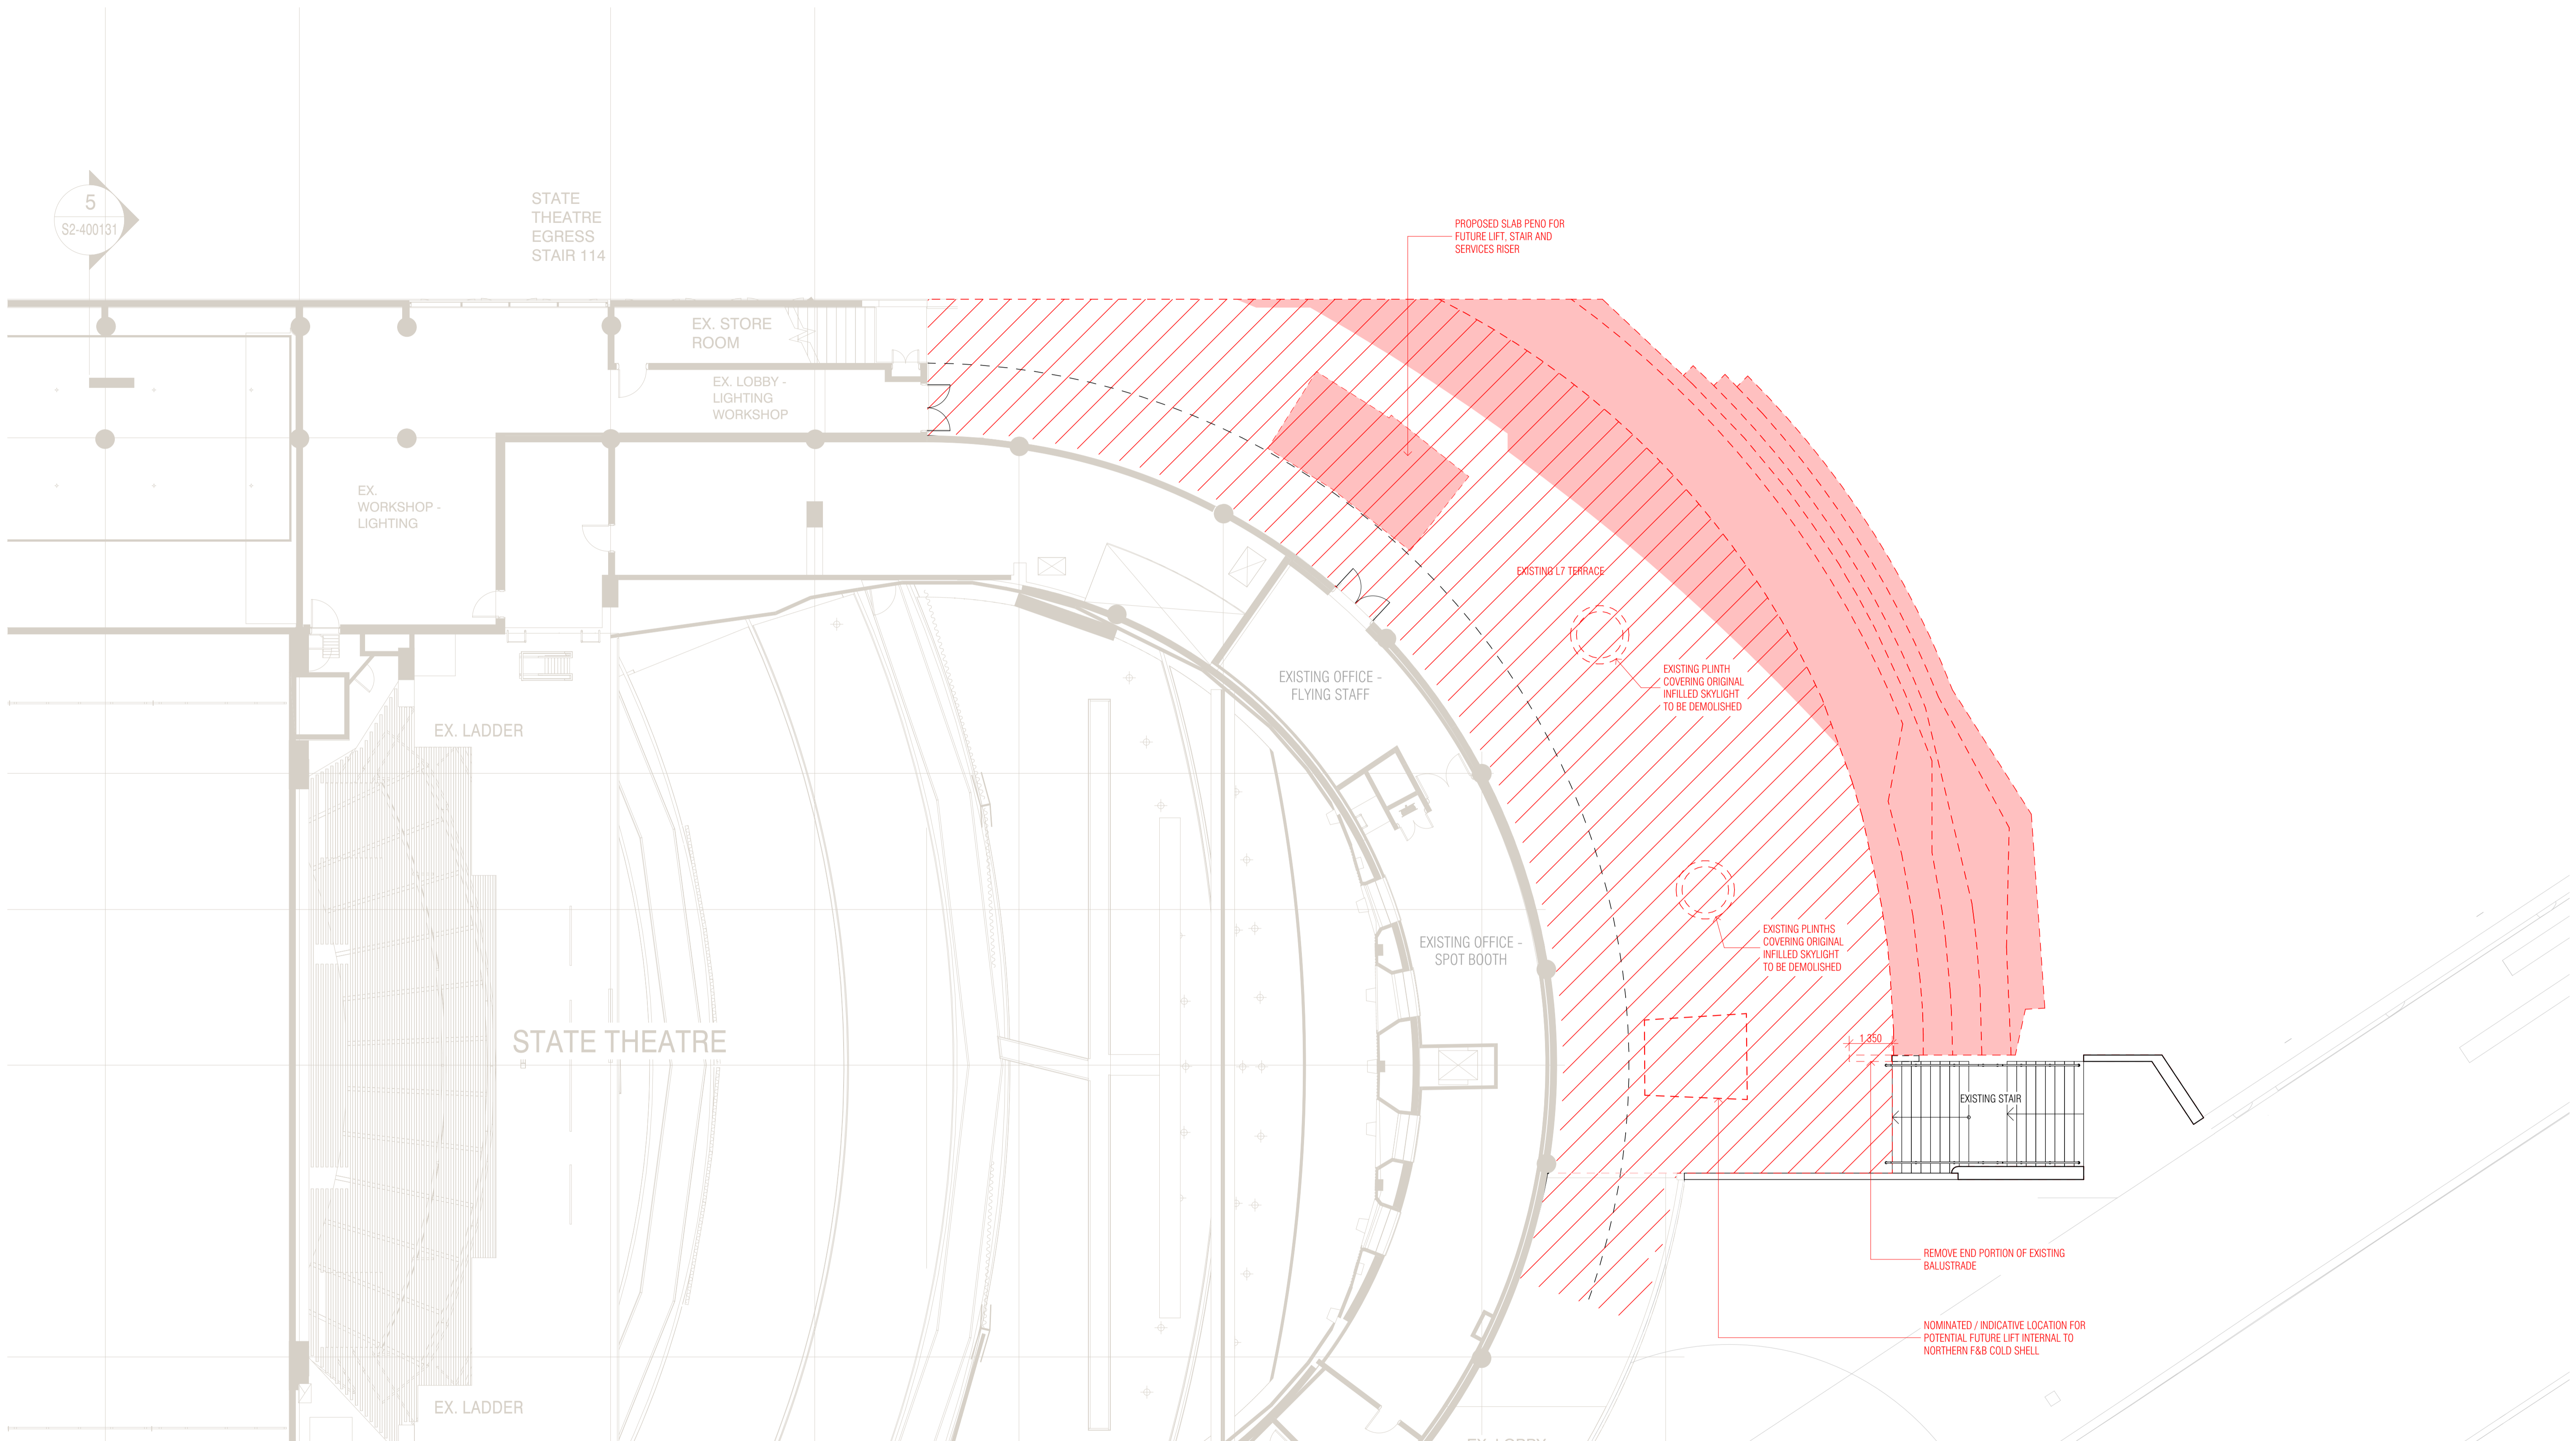 5
S2-400131
STATE
THEATRE
EGRESS
STAIR 114
PROPOSED SLAB PENO FOR
FUTURE LIFT, STAIR AND
SERVICES RISER
EX. STORE
ROOM
EX. LOBBY -
LIGHTING
WORKSHOP
EX.
WORKSHOP -
LIGHTING
EXISTING L7 TERRACE
EXISTING PLINTH
COVERING ORIGINAL
INFILLED SKYLIGHT
TO BE DEMOLISHED
EXISTING OFFICE -
FLYING STAFF
EX. LADDER
EXISTING PLINTHS
COVERING ORIGINAL
INFILLED SKYLIGHT
TO BE DEMOLISHED
EXISTING OFFICE -
SPOT BOOTH
STATE THEATRE
1,350
EXISTING STAIR
REMOVE END PORTION OF EXISTING
BALUSTRADE
NOMINATED / INDICATIVE LOCATION FOR
POTENTIAL FUTURE LIFT INTERNAL TO
NORTHERN F&B COLD SHELL
EX. LADDER
EX. LOBBY